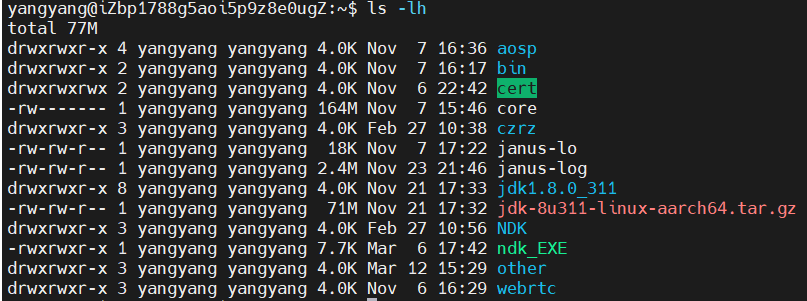 yangyang@iZbp1788g5aoi5p9z8e0ugZ:~$ ls -lh
total 77M
drwxrwxr-x 4 yangyang yangyang 4.0K Nov  7 16:36 aosp
drwxrwxr-x 2 yangyang yangyang 4.0K Nov  7 16:17 bin
drwxrwxrwx 2 yangyang yangyang 4.0K Nov  6 22:42 cert
-rw------- 1 yangyang yangyang 164M Nov  7 15:46 core
drwxrwxr-x 3 yangyang yangyang 4.0K Feb 27 10:38 czrz
-rw-rw-r-- 1 yangyang yangyang  18K Nov  7 17:22 janus-lo
-rw-rw-r-- 1 yangyang yangyang 2.4M Nov 23 21:46 janus-log
drwxrwxr-x 8 yangyang yangyang 4.0K Nov 21 17:33 jdk1.8.0_311
-rw-rw-r-- 1 yangyang yangyang  71M Nov 21 17:32 jdk-8u311-linux-aarch64.tar.gz
drwxrwxr-x 3 yangyang yangyang 4.0K Feb 27 10:56 NDK
-rwxrwxr-x 1 yangyang yangyang 7.7K Mar  6 17:42 ndk_EXE
drwxrwxr-x 3 yangyang yangyang 4.0K Mar 12 15:29 other
drwxrwxr-x 3 yangyang yangyang 4.0K Nov  6 16:29 webrtc